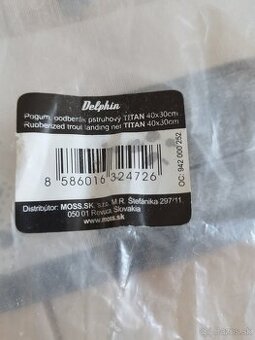 Delphin
Pogum. podberák pstruhový TITAN 40x30cm
Rubberized trout landing net TITAN 40x30cm
8 586016 324726
OC: 942 000 252
Distribútor: MOSS.SK, s.r.o. M.R. Štefánika 297/11,
050 01 Revúca Slovakia
www.moss.sk